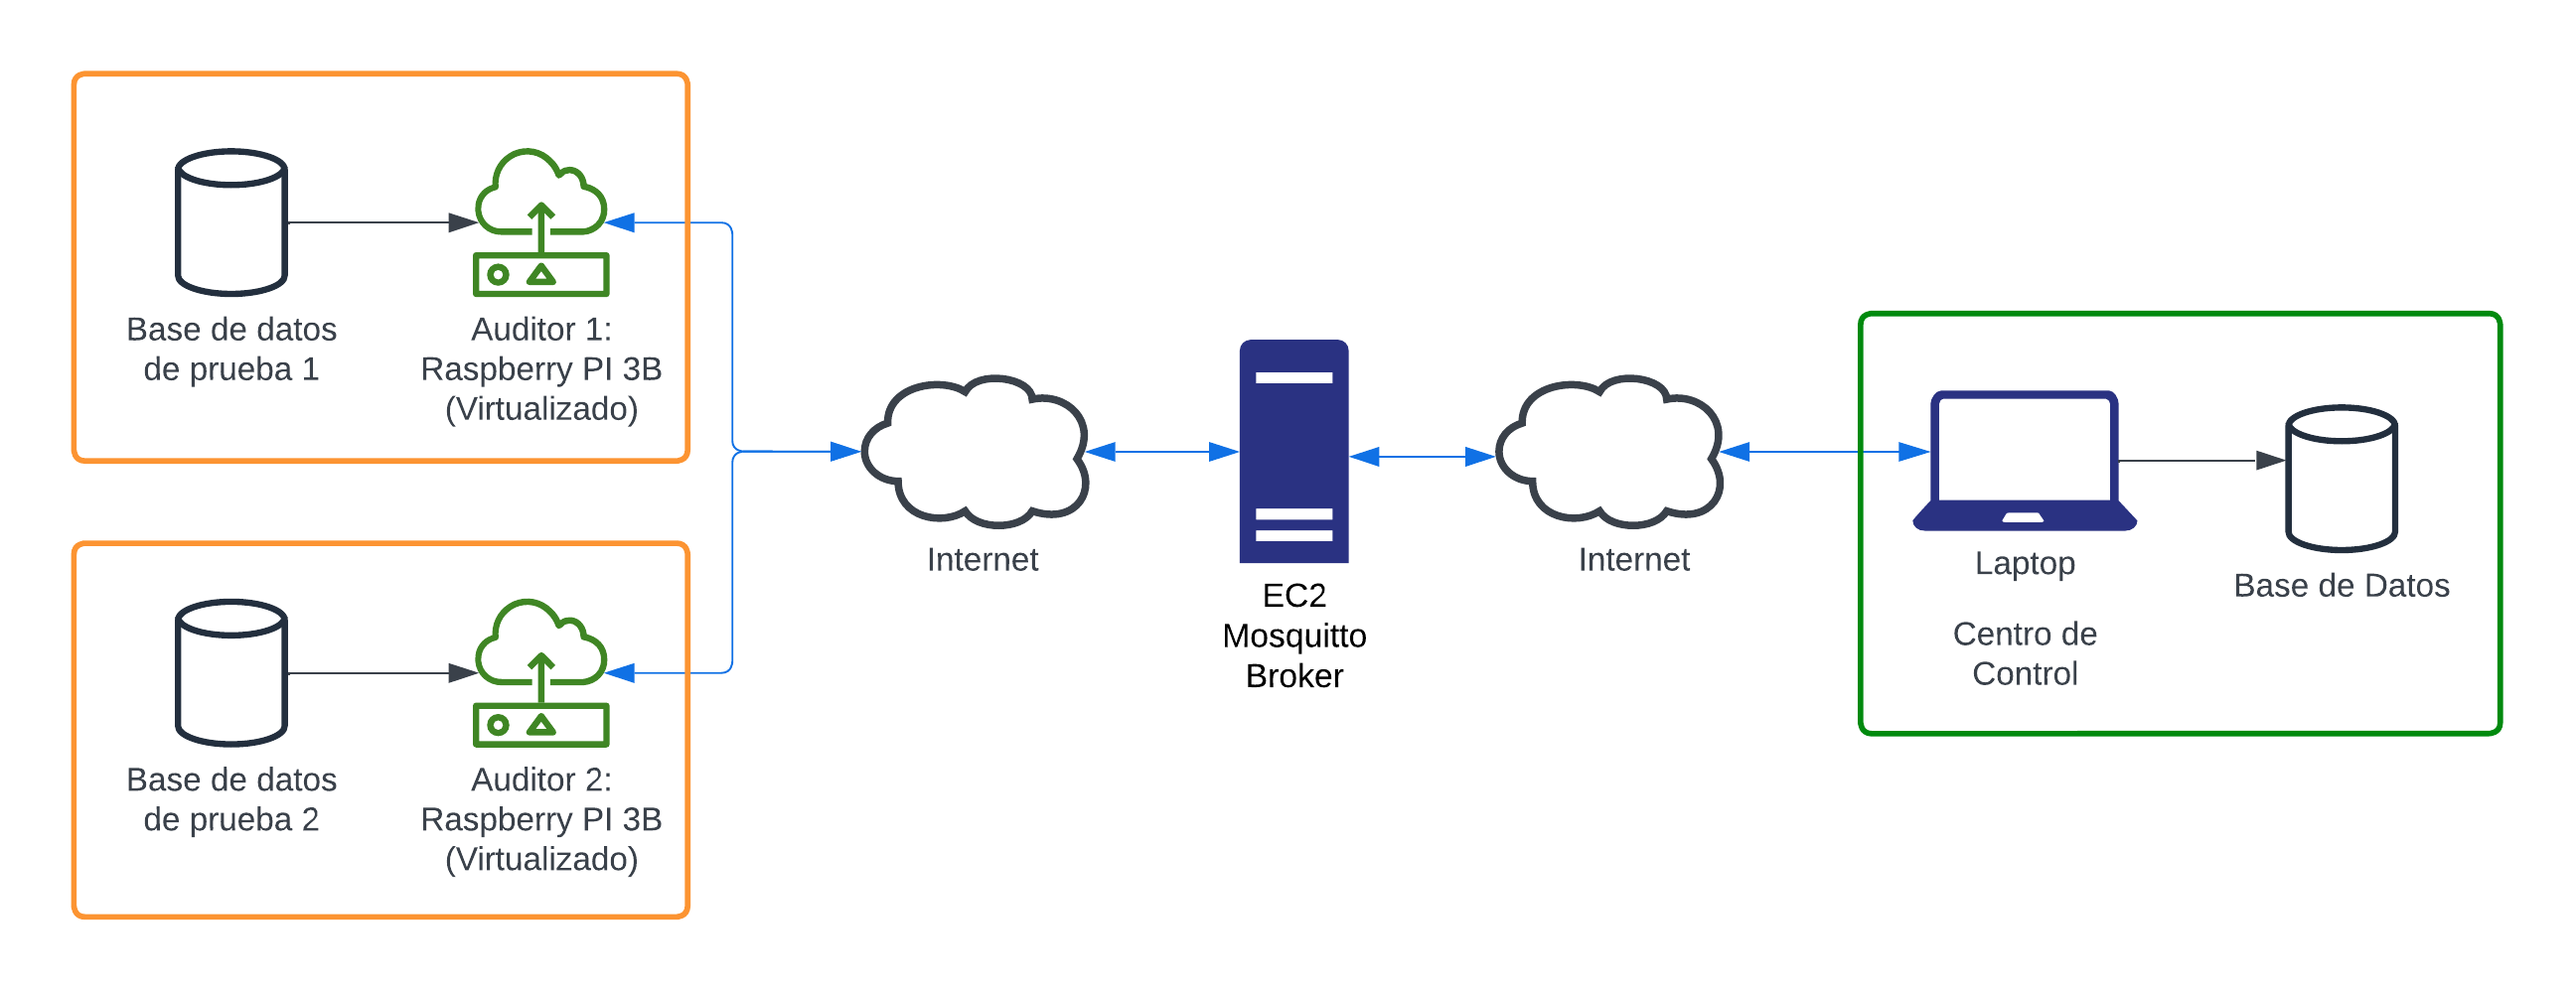 Base de datos
de prueba 1
Auditor 1:
Raspberry PI 3B
(Virtualizado)
Base de datos
de prueba 2
Auditor 2:
Raspberry PI 3B
(Virtualizado)
Internet
EC2
Mosquitto
Broker
Internet
Laptop
Centro de
Control
Base de Datos